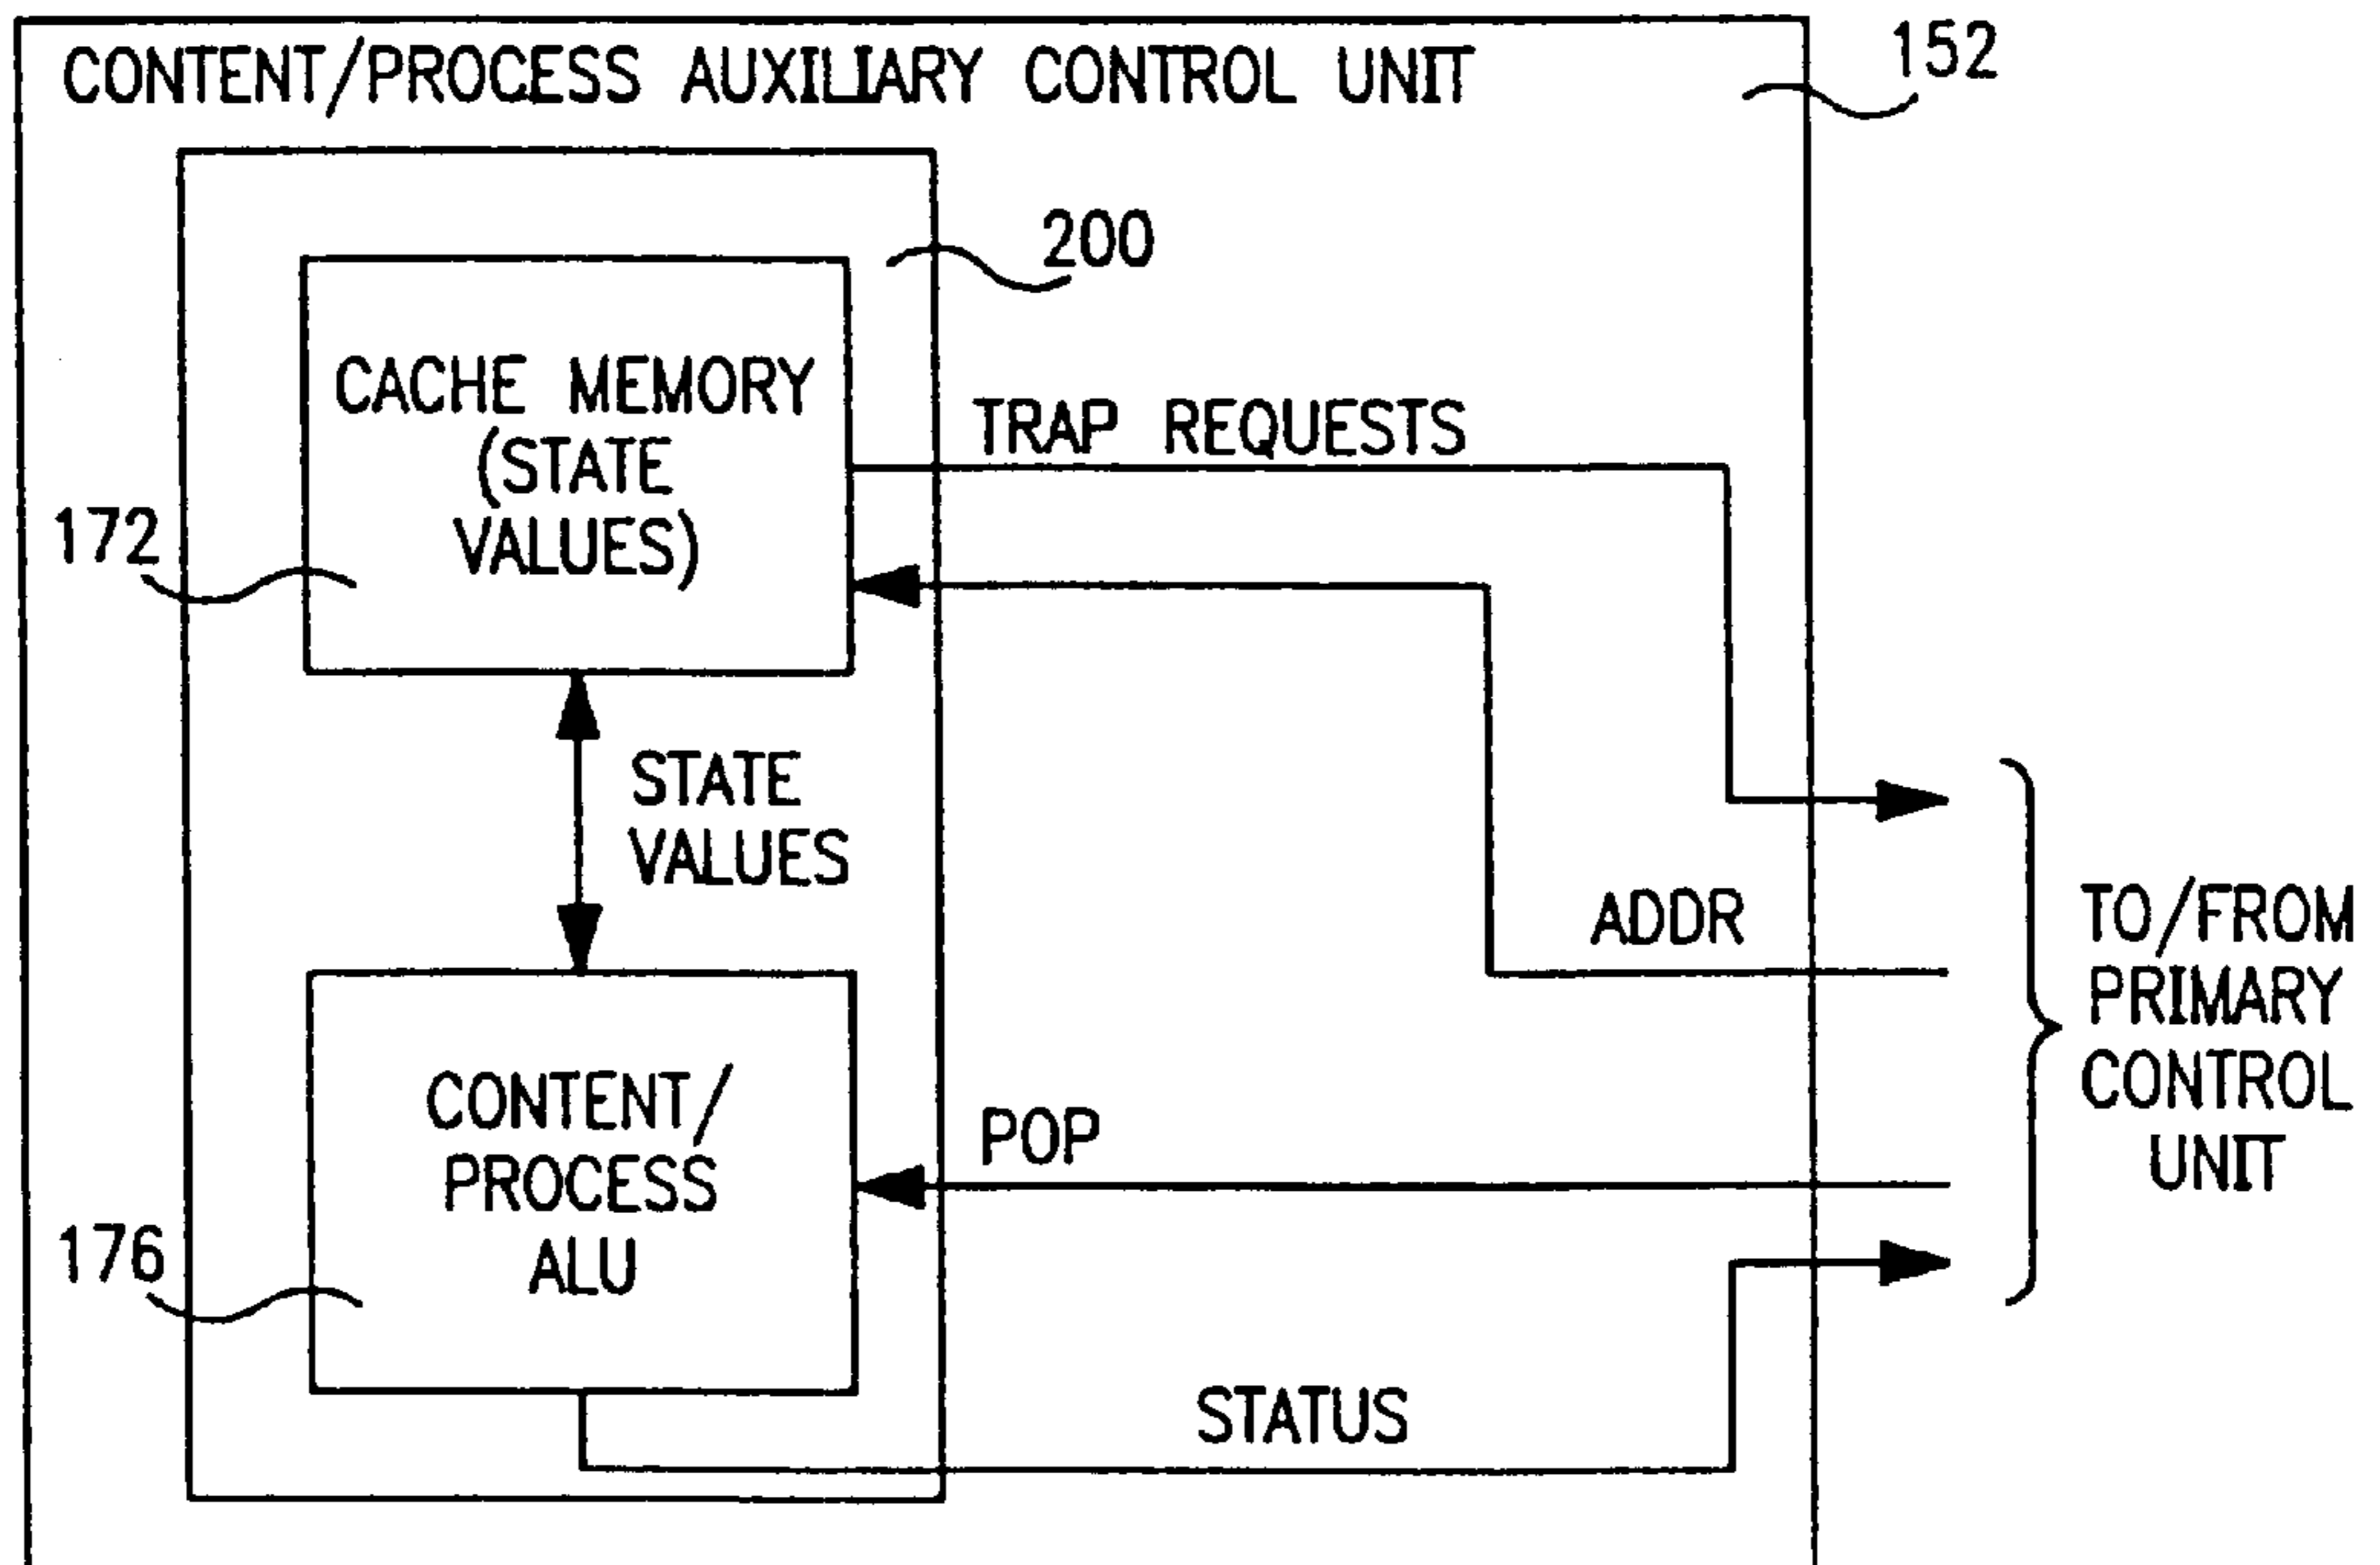 CONTENT/PROCESS AUXILIARY CONTROL UNIT
152
200
CACHE MEMORY
(STATE
VALUES)
172
TRAP REQUESTS
STATE
VALUES
ADDR
TO/FROM
PRIMARY
CONTROL
UNIT
CONTENT/
PROCESS
ALU
176
POP
STATUS